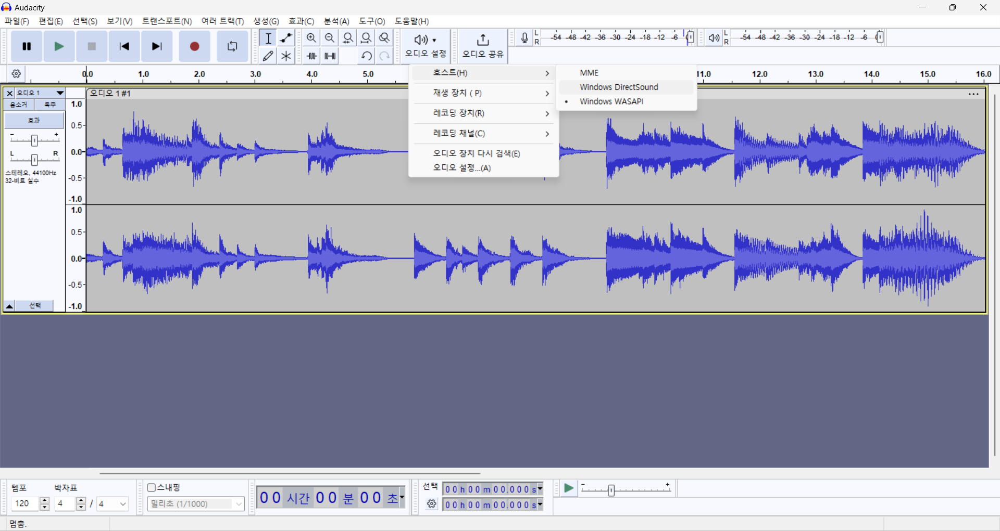 Audacity
파일(F) 편집(E) 선택(S) 보기(V) 트랜스포트(N) 여러 트랙(T) 생성(G) 효과(C) 분석(A) 도구(O) 도움말(H)
오디오 설정
오디오 공유
L
R
-54 -48 -42 -36 -30 -24 -18 -12 -6 0
L
R
-54 -48 -42 -36 -30 -24 -18 -12 -6 0
0.0 1.0 2.0 3.0 4.0 5.0 11.0 12.0 13.0 14.0 15.0 16.0
호스트(H)
재생 장치 ( P)
레코딩 장치(R)
레코딩 채널(C)
오디오 장치 다시 검색(E)
오디오 설정...(A)
MME
Windows DirectSound
• Windows WASAPI
오디오 1
오디오 1 #1
음소거 독주
효과
- +
L R
스테레오, 44100Hz
32-비트 실수
선택
1.0
0.5
0.0
-0.5
-1.0
1.0
0.5
0.0
-0.5
-1.0
템포 박자표
120 4 / 4
스내핑
밀리초 (1/1000)
00 시간 00 분 00 초
선택
00 h 00 m 00.000 s
00 h 00 m 00.000 s
- +
멈춤.